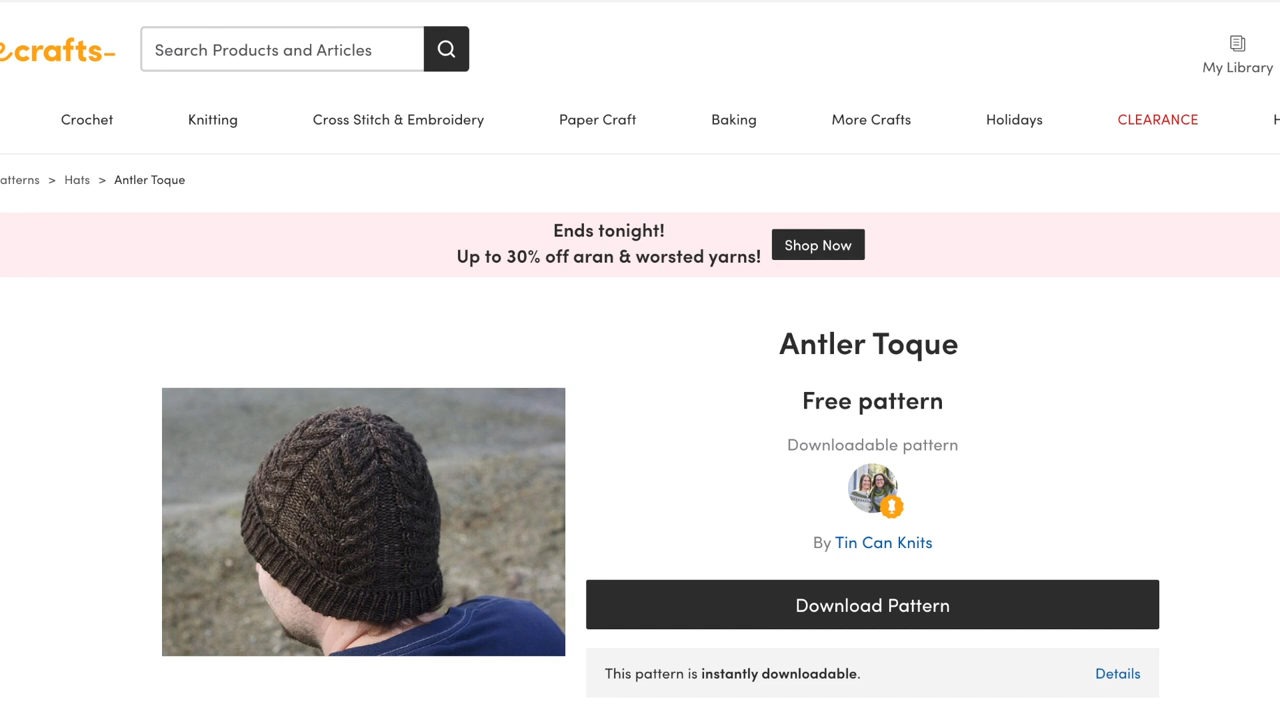 ecrafts–
Search Products and Articles
My Library
Crochet
Knitting
Cross Stitch & Embroidery
Paper Craft
Baking
More Crafts
Holidays
CLEARANCE
H
atterns > Hats > Antler Toque
Ends tonight!
Up to 30% off aran & worsted yarns!
Shop Now
Antler Toque
Free pattern
Downloadable pattern
By Tin Can Knits
Download Pattern
This pattern is instantly downloadable.
Details